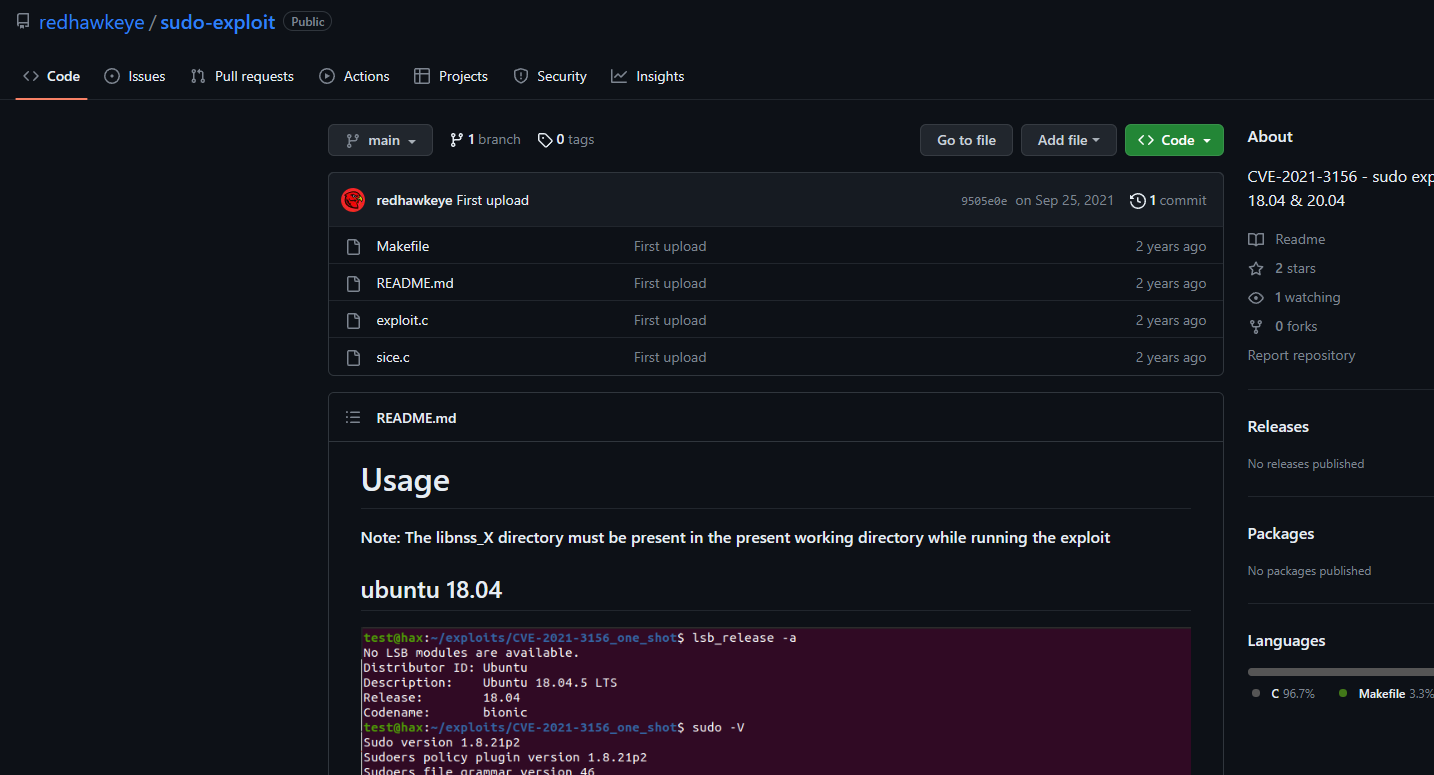 redhawkeye / sudo-exploit Public
Code Issues Pull requests Actions Projects Security Insights
main 1 branch 0 tags Go to file Add file Code
redhawkeye First upload 9505e0e on Sep 25, 2021 1 commit
Makefile First upload 2 years ago
README.md First upload 2 years ago
exploit.c First upload 2 years ago
sice.c First upload 2 years ago
README.md
Usage
Note: The libnss_X directory must be present in the present working directory while running the exploit
ubuntu 18.04
test@hax:~/exploits/CVE-2021-3156_one_shot$ lsb_release -a
No LSB modules are available.
Distributor ID: Ubuntu
Description: Ubuntu 18.04.5 LTS
Release: 18.04
Codename: bionic
test@hax:~/exploits/CVE-2021-3156_one_shot$ sudo -V
Sudo version 1.8.21p2
Sudoers policy plugin version 1.8.21p2
Sudoers file grammar version 46
About
CVE-2021-3156 - sudo exp
18.04 & 20.04
Readme
2 stars
1 watching
0 forks
Report repository
Releases
No releases published
Packages
No packages published
Languages
C 96.7% Makefile 3.3%